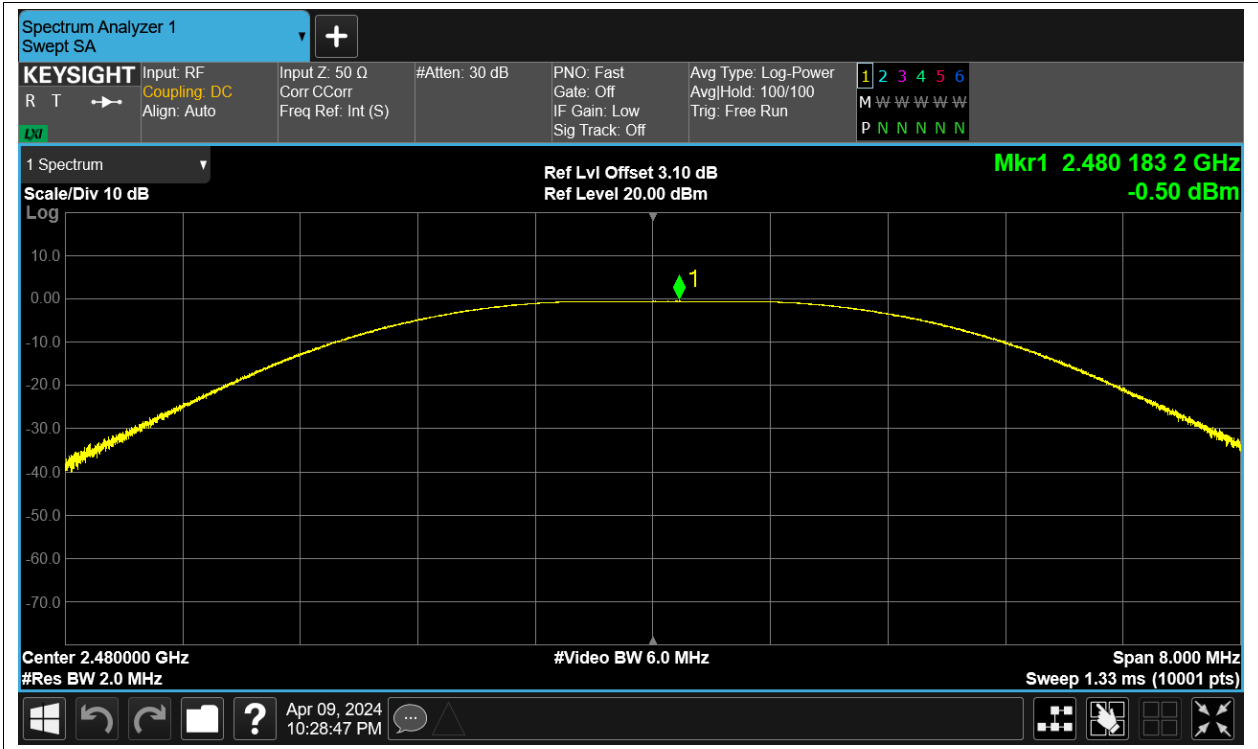 Spectrum Analyzer 1
Swept SA
KEYSIGHT
R T
LXI
Input: RF
Coupling: DC
Align: Auto
Input Z: 50 Ω
Corr CCorr
Freq Ref: Int (S)
#Atten: 30 dB
PNO: Fast
Gate: Off
IF Gain: Low
Sig Track: Off
Avg Type: Log-Power
Avg|Hold: 100/100
Trig: Free Run
1 2 3 4 5 6
M W W W W W
P N N N N N
1 Spectrum
Scale/Div 10 dB
Log
Ref Lvl Offset 3.10 dB
Ref Level 20.00 dBm
Mkr1 2.480 183 2 GHz
-0.50 dBm
1
10.0
0.00
-10.0
-20.0
-30.0
-40.0
-50.0
-60.0
-70.0
Center 2.480000 GHz
#Res BW 2.0 MHz
#Video BW 6.0 MHz
Span 8.000 MHz
Sweep 1.33 ms (10001 pts)
?
Apr 09, 2024
10:28:47 PM